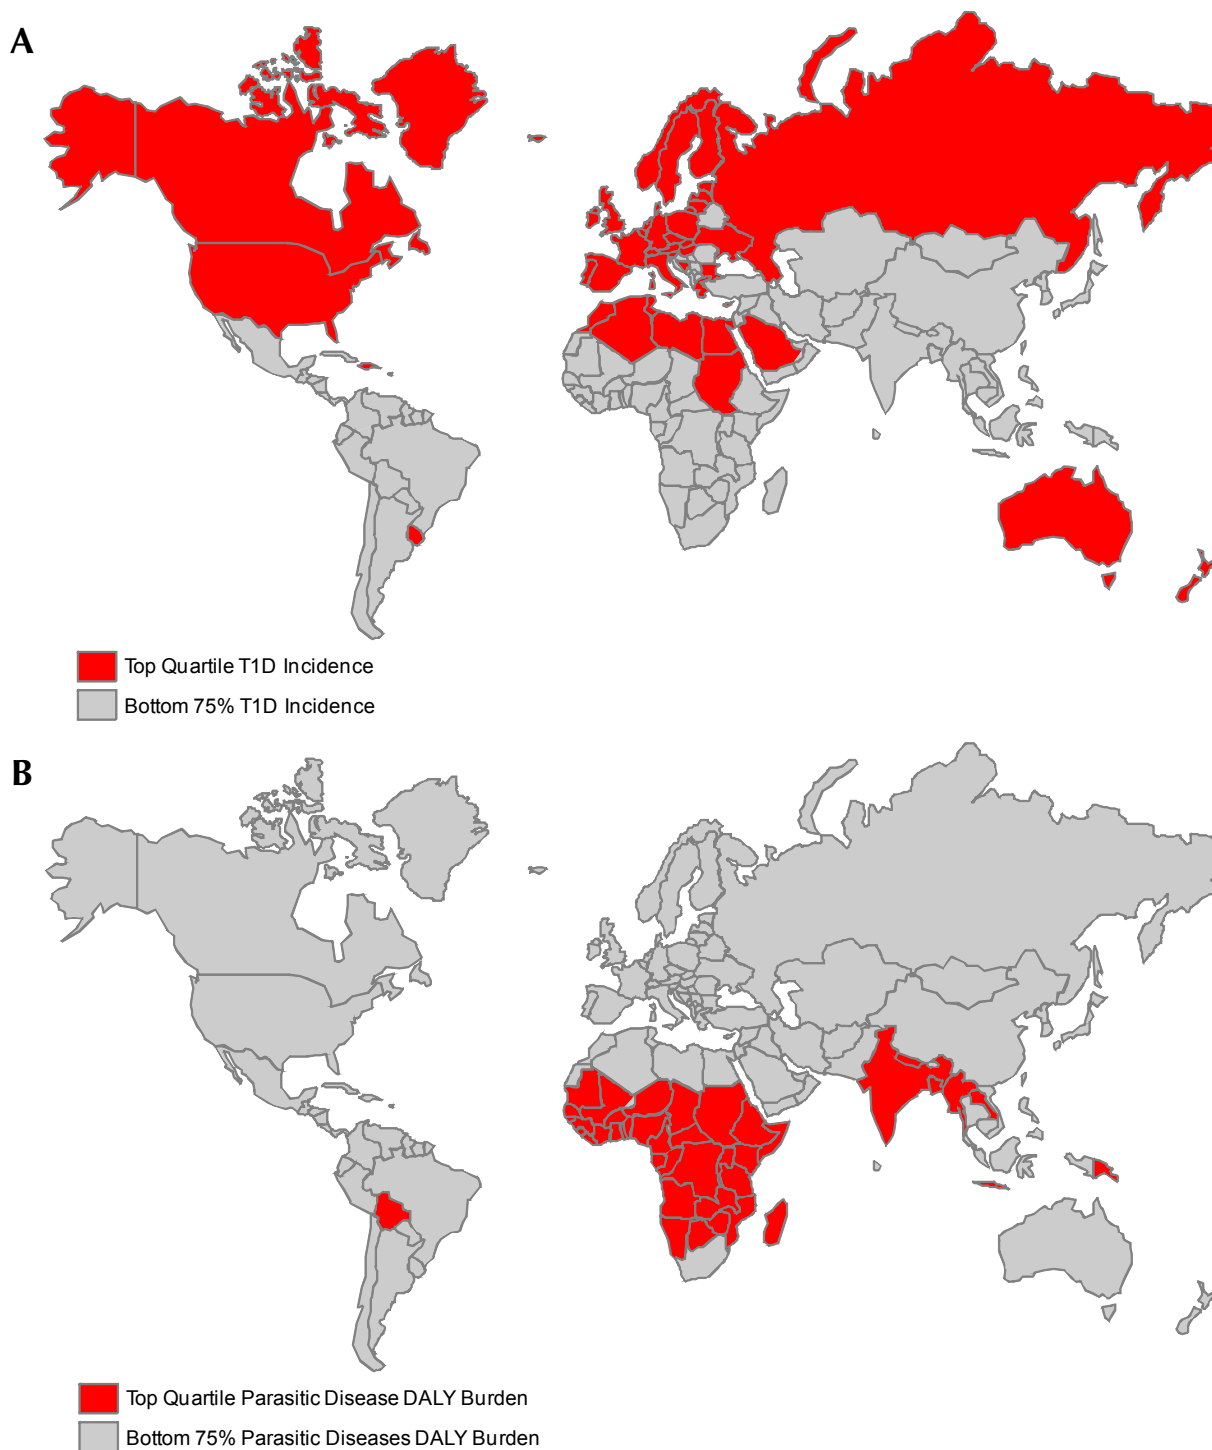 A
Top Quartile T1D Incidence
Bottom 75% T1D Incidence
B
Top Quartile Parasitic Disease DALY Burden
Bottom 75% Parasitic Diseases DALY Burden